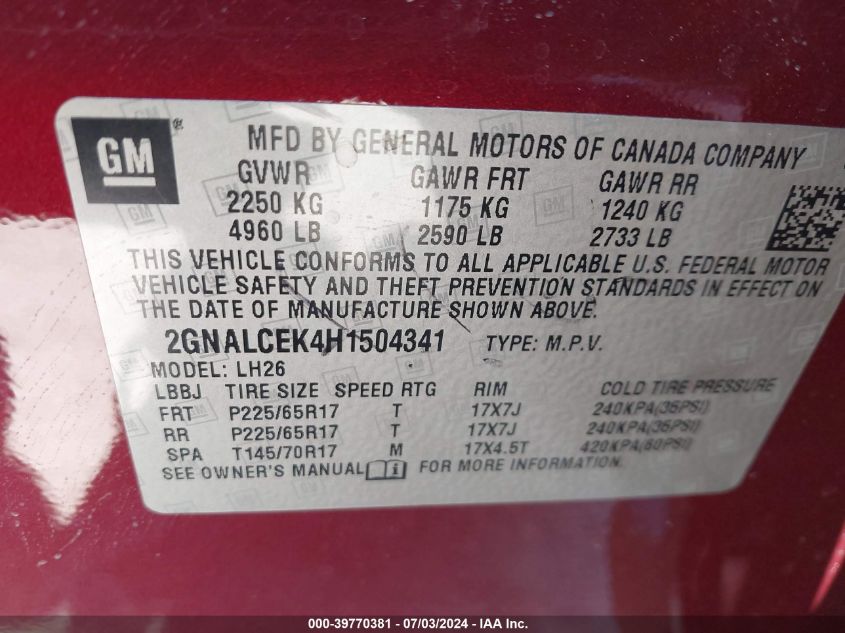 GM ®
MFD BY GENERAL MOTORS OF CANADA COMPANY
GVWR GAWR FRT GAWR RR
2250 KG 1175 KG 1240 KG
4960 LB 2590 LB 2733 LB
THIS VEHICLE CONFORMS TO ALL APPLICABLE U.S. FEDERAL MOTOR
VEHICLE SAFETY AND THEFT PREVENTION STANDARDS IN EFFECT ON
THE DATE OF MANUFACTURE SHOWN ABOVE.
2GNALCEK4H1504341 TYPE: M.P.V.
MODEL: LH26
LBBJ TIRE SIZE SPEED RTG RIM COLD TIRE PRESSURE
FRT P225/65R17 T 17X7J 240KPA(35PSI)
RR P225/65R17 T 17X7J 240KPA(35PSI)
SPA T145/70R17 M 17X4.5T 420KPA(60PSI)
SEE OWNER'S MANUAL FOR MORE INFORMATION.
000-39770381 - 07/03/2024 - IAA Inc.